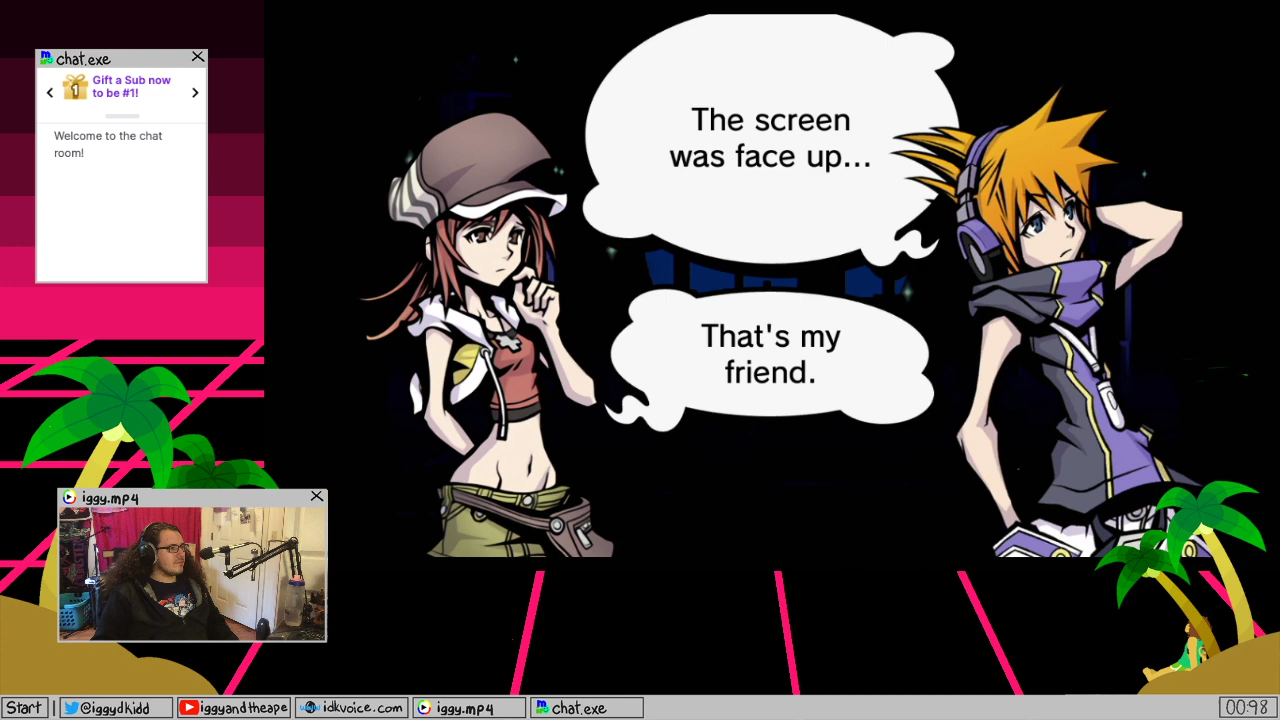 chat.exe
Gift a Sub now
to be #1!
1
Welcome to the chat
room!
The screen
was face up...
That's my
friend.
iggy.mp4
Start
@iggydkidd
iggyandtheape
idkvoice.com
iggy.mp4
chat.exe
00:98